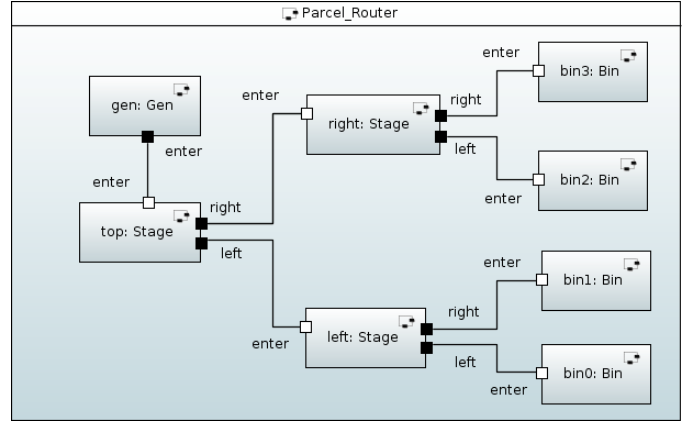 Parcel_Router
gen: Gen
enter
enter
top: Stage
right
left
enter
right: Stage
right
left
enter
bin3: Bin
enter
bin2: Bin
enter
left: Stage
right
left
enter
bin1: Bin
enter
bin0: Bin